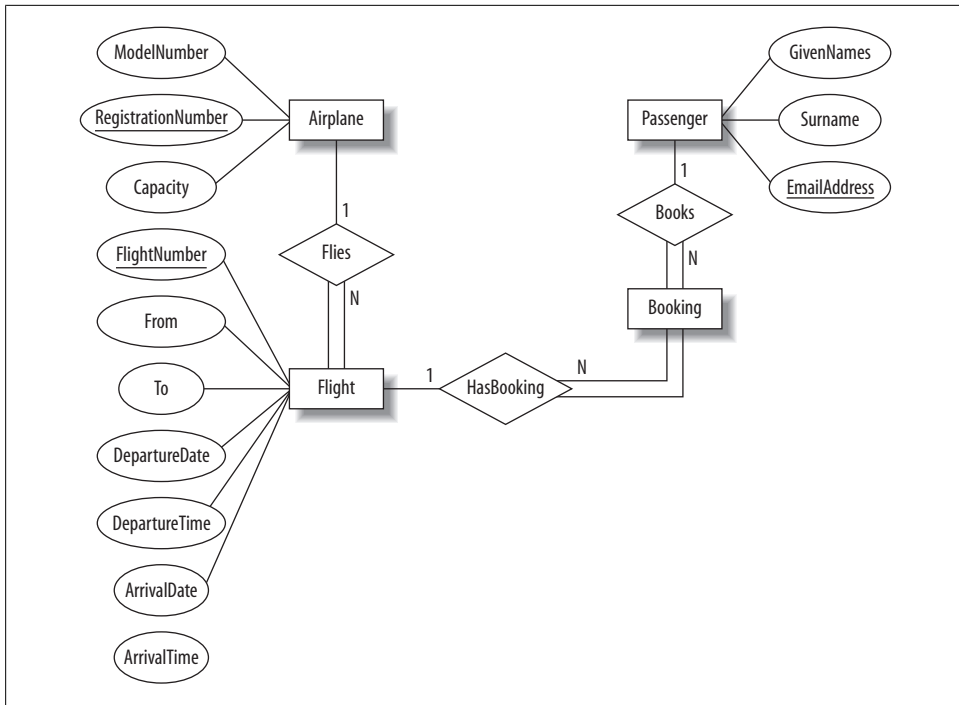 ModelNumber
RegistrationNumber
Capacity
Airplane
1
Flies
N
FlightNumber
From
To
DepartureDate
DepartureTime
ArrivalDate
ArrivalTime
Flight
1
HasBooking
N
GivenNames
Surname
EmailAddress
Passenger
1
Books
N
Booking